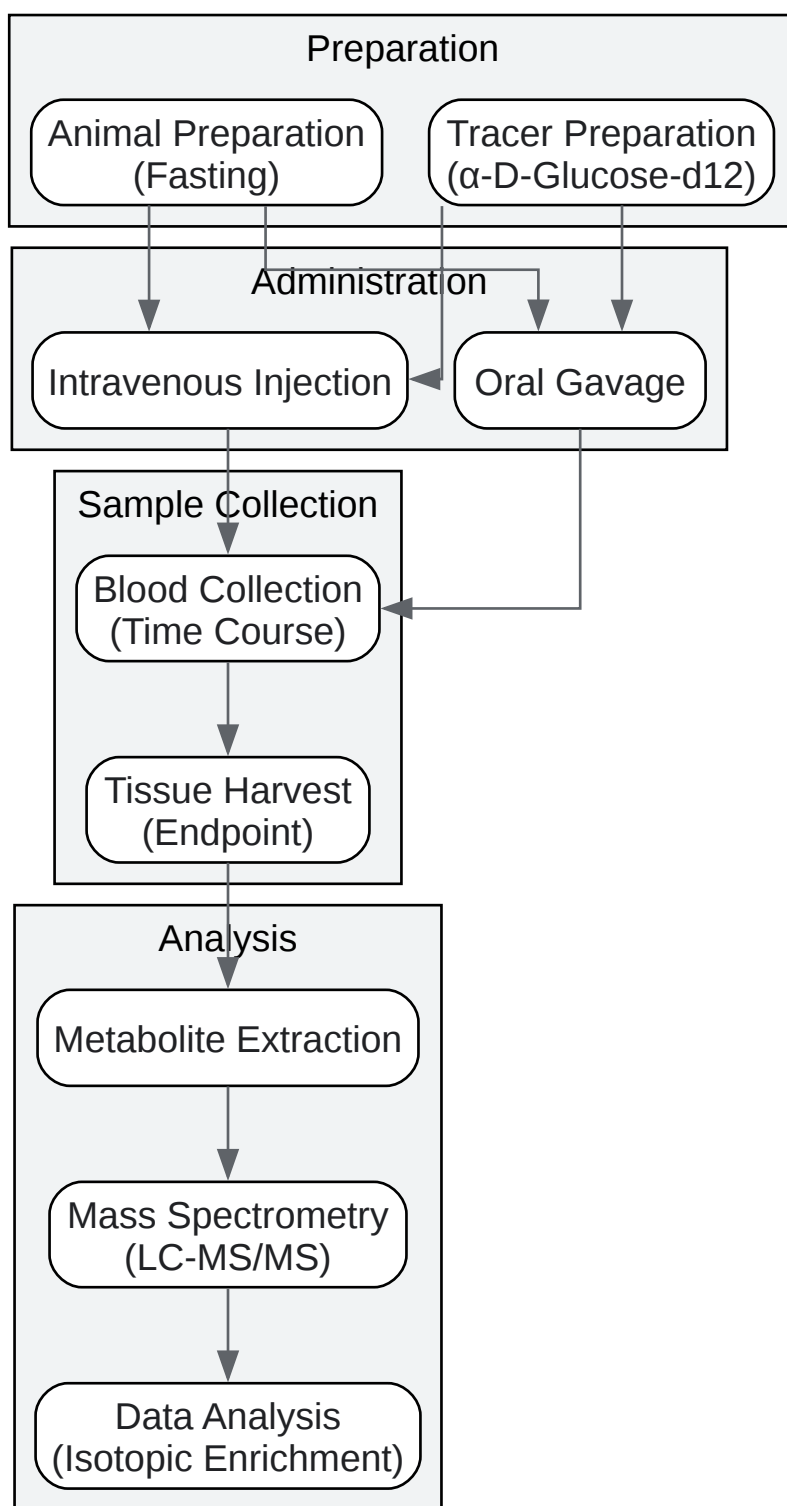 Preparation
Animal Preparation
(Fasting)
Tracer Preparation
(α-D-Glucose-d12)
Administration
Intravenous Injection
Oral Gavage
Sample Collection
Blood Collection
(Time Course)
Tissue Harvest
(Endpoint)
Analysis
Metabolite Extraction
Mass Spectrometry
(LC-MS/MS)
Data Analysis
(Isotopic Enrichment)